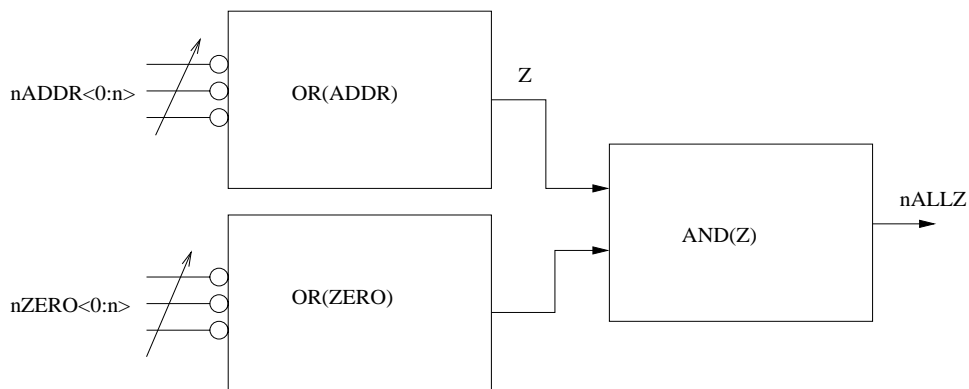 nADDR<0:n>
OR(ADDR)
Z
nZERO<0:n>
OR(ZERO)
AND(Z)
nALLZ